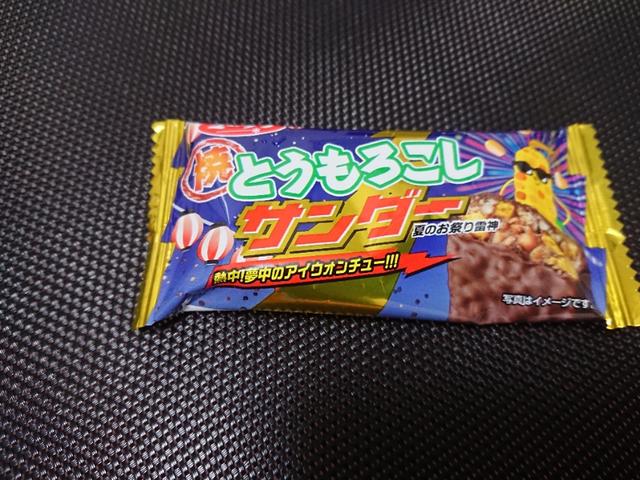 焼とうもろこし
サンダー
夏のお祭り雷神
熱中!夢中のアイウオンチュー!!!
写真はイメージです